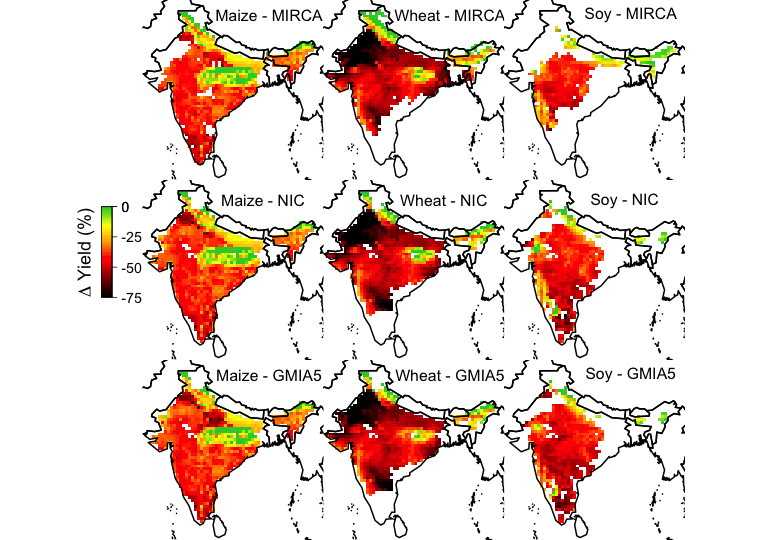 Maize - MIRCA
Wheat - MIRCA
Soy - MIRCA
Maize - NIC
Wheat - NIC
Soy - NIC
Δ Yield (%)
0
-25
-50
-75
Maize - GMIA5
Wheat - GMIA5
Soy - GMIA5